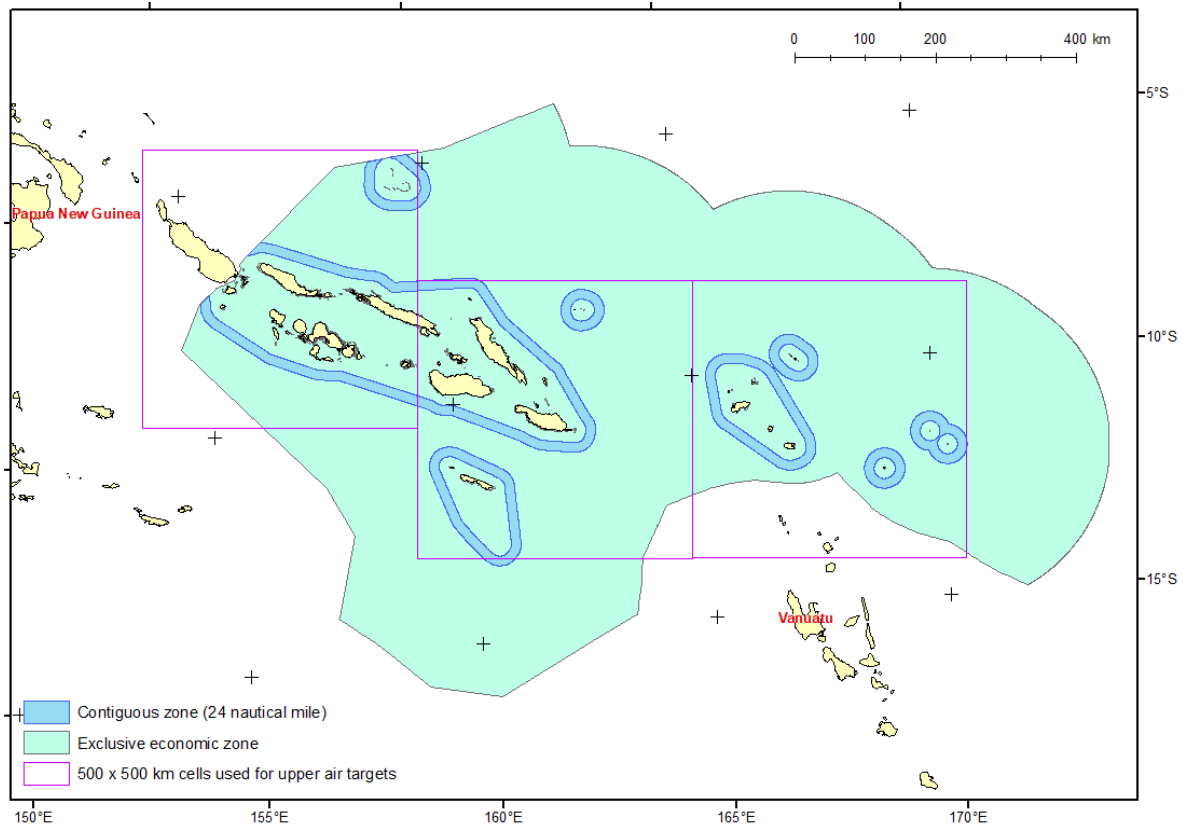 0 100 200 400 km
5°S
Papua New Guinea
10°S
15°S
Vanuatu
Contiguous zone (24 nautical mile)
Exclusive economic zone
500 x 500 km cells used for upper air targets
150°E 155°E 160°E 165°E 170°E